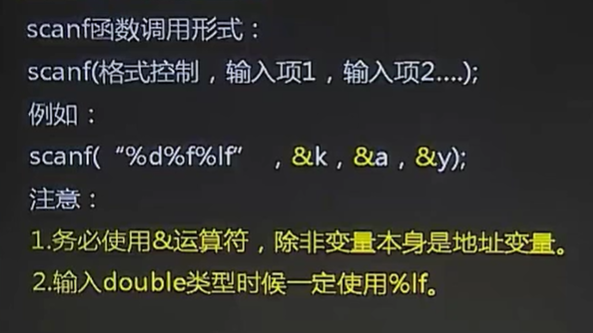 scanf函数调用形式：
scanf(格式控制，输入项1，输入项2....);
例如：
scanf(“%d%f%lf” ，&k，&a，&y);
注意：
1.务必使用&运算符，除非变量本身是地址变量。
2.输入double类型时候一定使用%lf。